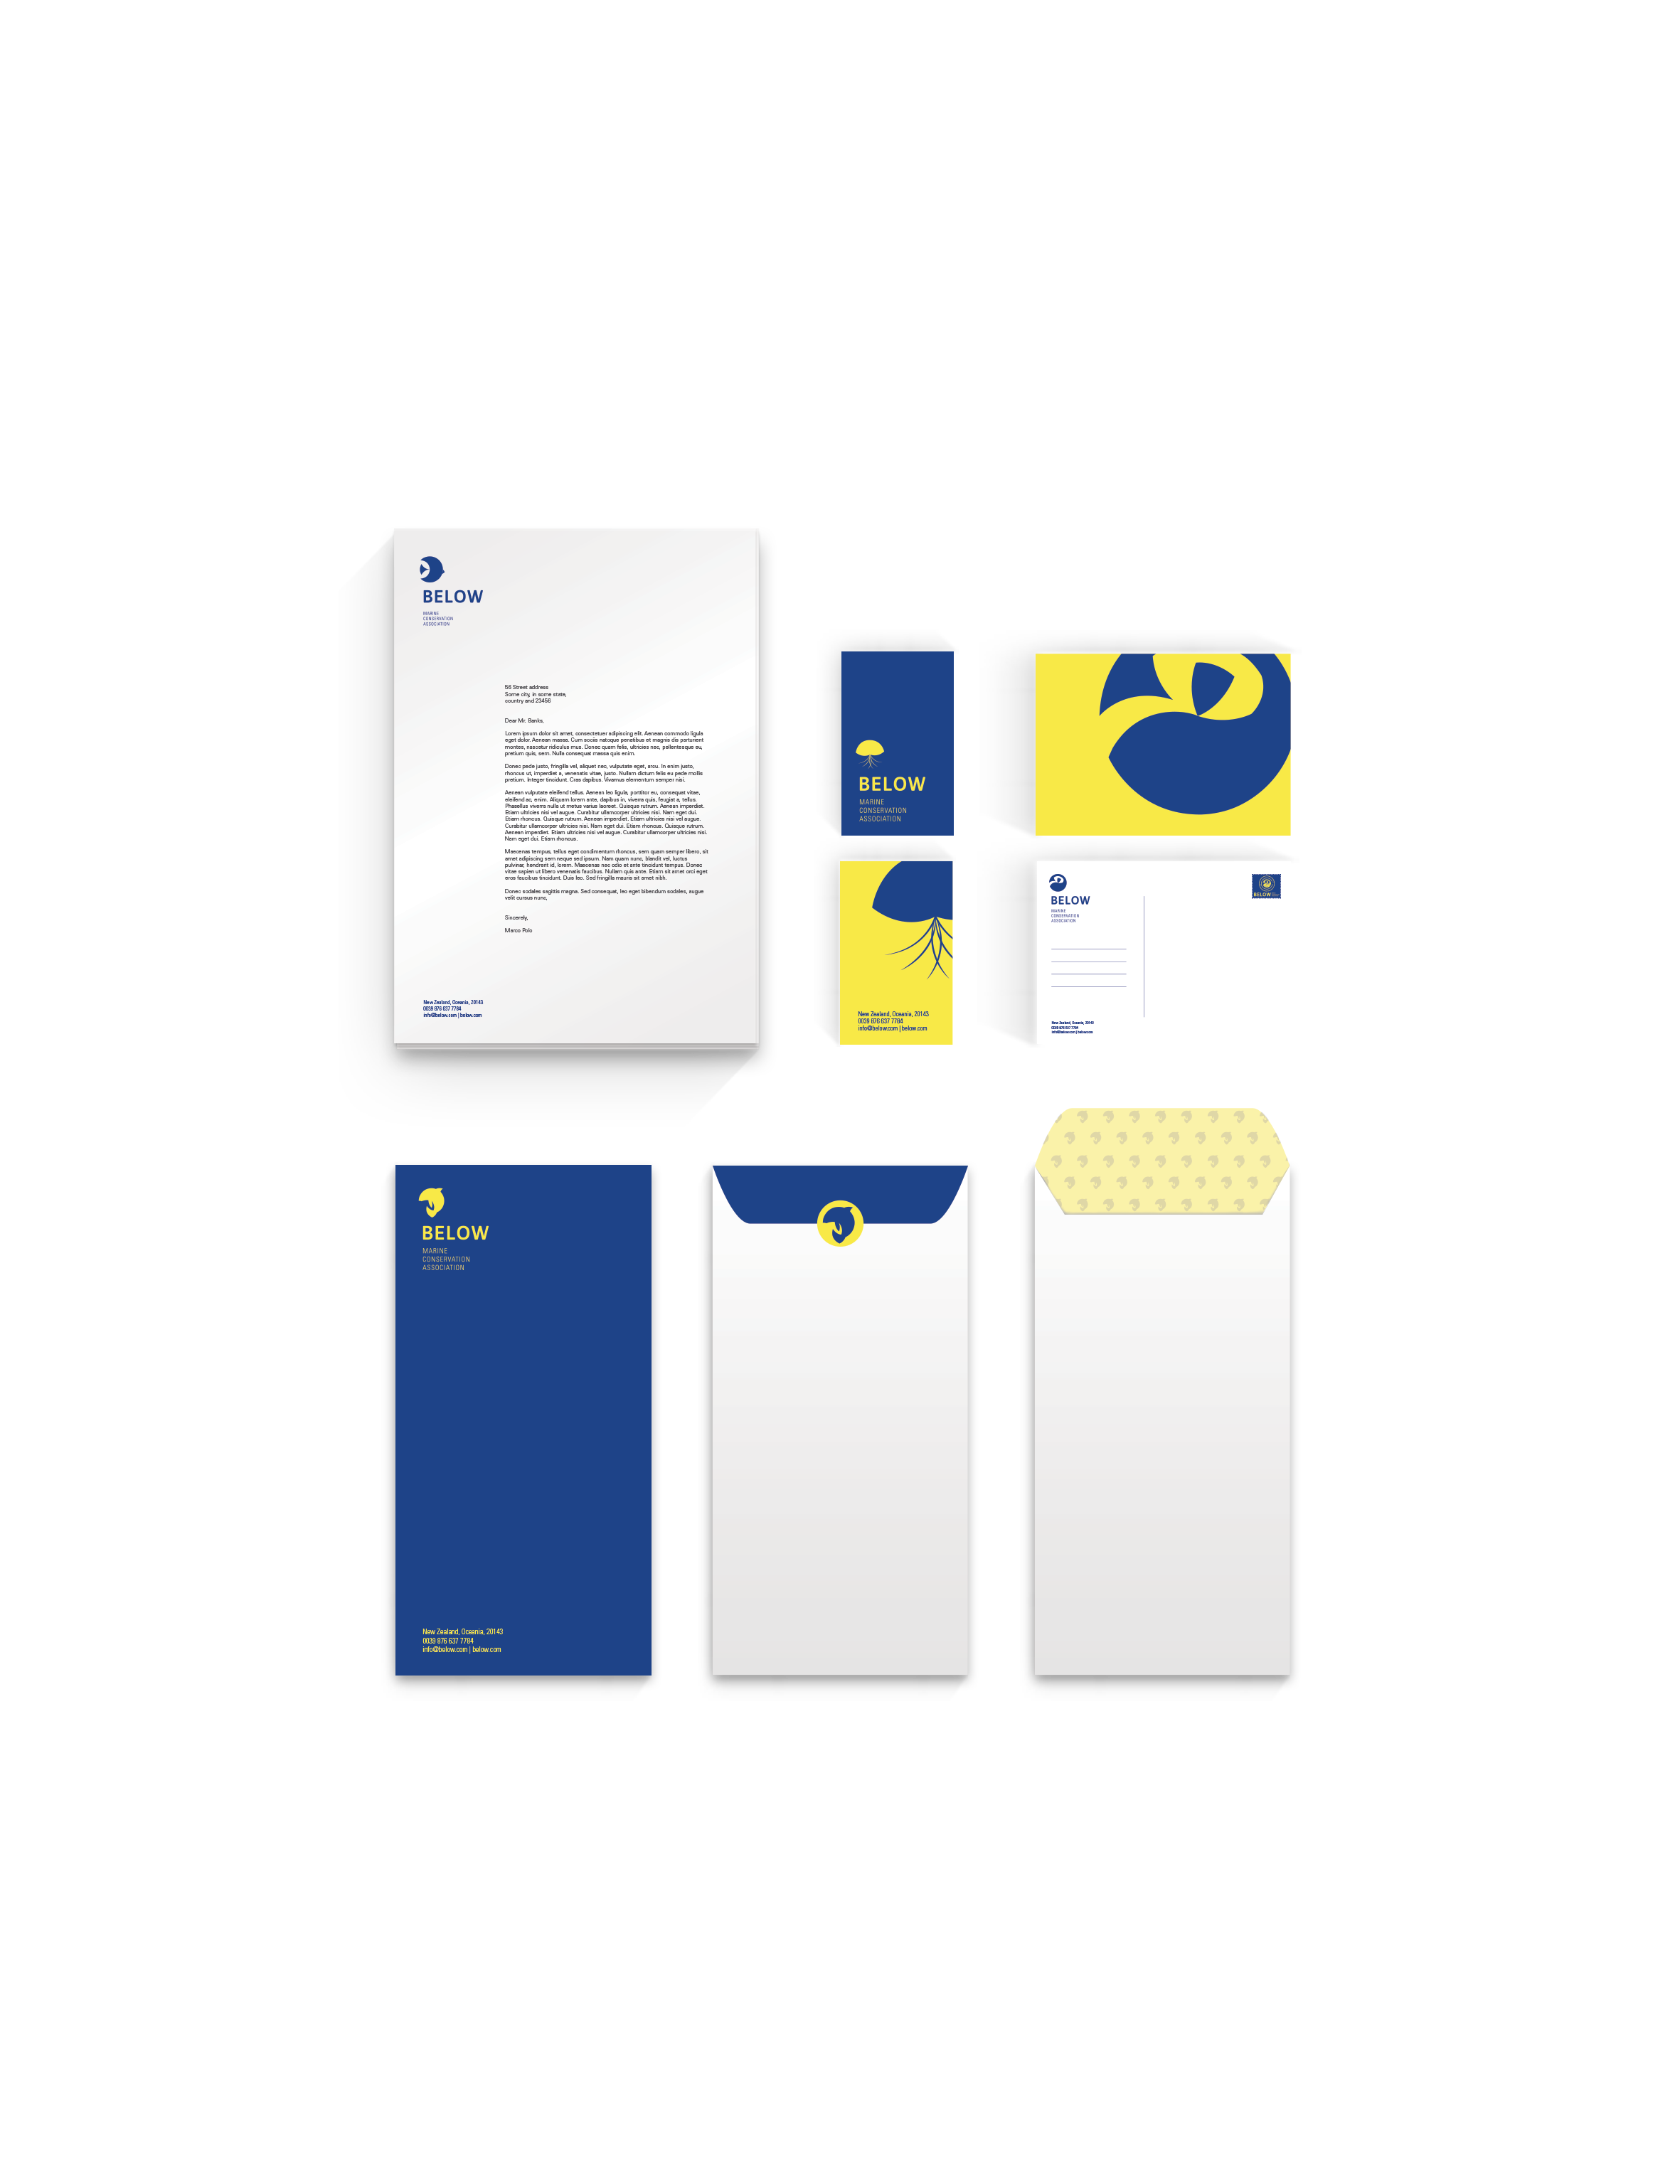 BELOW
MARINE
CONSERVATION
ASSOCIATION
56 Street address
Some city, in some state,
country and 23456
Dear Mr. Banks,
Lorem ipsum dolor sit amet, consectetuer adipiscing elit. Aenean commodo ligula
eget dolor. Aenean massa. Cum sociis natoque penatibus et magnis dis parturient
montes, nascetur ridiculus mus. Donec quam felis, ultricies nec, pellentesque eu,
pretium quis, sem. Nulla consequat massa quis enim.
Donec pede justo, fringilla vel, aliquet nec, vulputate eget, arcu. In enim justo,
rhoncus ut, imperdiet a, venenatis vitae, justo. Nullam dictum felis eu pede mollis
pretium. Integer tincidunt. Cras dapibus. Vivamus elementum semper nisi.
Aenean vulputate eleifend tellus. Aenean leo ligula, porttitor eu, consequat vitae,
eleifend ac, enim. Aliquam lorem ante, dapibus in, viverra quis, feugiat a, tellus.
Phasellus viverra nulla ut metus varius laoreet. Quisque rutrum. Aenean imperdiet.
Etiam ultricies nisi vel augue. Curabitur ullamcorper ultricies nisi. Nam eget dui.
Etiam rhoncus. Quisque rutrum. Aenean imperdiet. Etiam ultricies nisi vel augue.
Curabitur ullamcorper ultricies nisi. Nam eget dui. Etiam rhoncus. Quisque rutrum.
Aenean imperdiet. Etiam ultricies nisi vel augue. Curabitur ullamcorper ultricies nisi.
Nam eget dui. Etiam rhoncus.
Maecenas tempus, tellus eget condimentum rhoncus, sem quam semper libero, sit
amet adipiscing sem neque sed ipsum. Nam quam nunc, blandit vel, luctus
pulvinar, hendrerit id, lorem. Maecenas nec odio et ante tincidunt tempus. Donec
vitae sapien ut libero venenatis faucibus. Nullam quis ante. Etiam sit amet orci eget
eros faucibus tincidunt. Duis leo. Sed fringilla mauris sit amet nibh.
Donec sodales sagittis magna. Sed consequat, leo eget bibendum sodales, augue
velit cursus nunc,
Sincerely,
Marco Polo
New Zealand, Oceania, 20143
0039 876 637 7784
info@below.com | below.com
BELOW
MARINE
CONSERVATION
ASSOCIATION
New Zealand, Oceania, 20143
0039 876 637 7784
info@below.com | below.com
BELOW
MARINE
CONSERVATION
ASSOCIATION
BELOW
New Zealand, Oceania, 20143
0039 876 637 7784
info@below.com | below.com
BELOW
MARINE
CONSERVATION
ASSOCIATION
New Zealand, Oceania, 20143
0039 876 637 7784
info@below.com | below.com